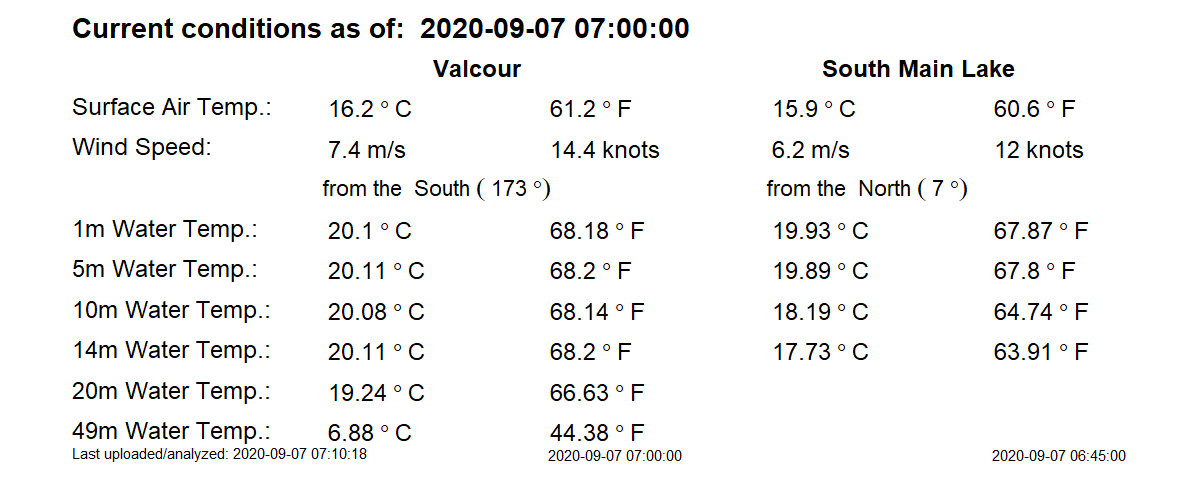 Current conditions as of: 2020-09-07 07:00:00
Valcour South Main Lake
Surface Air Temp.: 16.2 ° C 61.2 ° F 15.9 ° C 60.6 ° F
Wind Speed: 7.4 m/s 14.4 knots 6.2 m/s 12 knots
from the South ( 173 °) from the North ( 7 °)
1m Water Temp.: 20.1 ° C 68.18 ° F 19.93 ° C 67.87 ° F
5m Water Temp.: 20.11 ° C 68.2 ° F 19.89 ° C 67.8 ° F
10m Water Temp.: 20.08 ° C 68.14 ° F 18.19 ° C 64.74 ° F
14m Water Temp.: 20.11 ° C 68.2 ° F 17.73 ° C 63.91 ° F
20m Water Temp.: 19.24 ° C 66.63 ° F
49m Water Temp.: 6.88 ° C 44.38 ° F
Last uploaded/analyzed: 2020-09-07 07:10:18 2020-09-07 07:00:00 2020-09-07 06:45:00